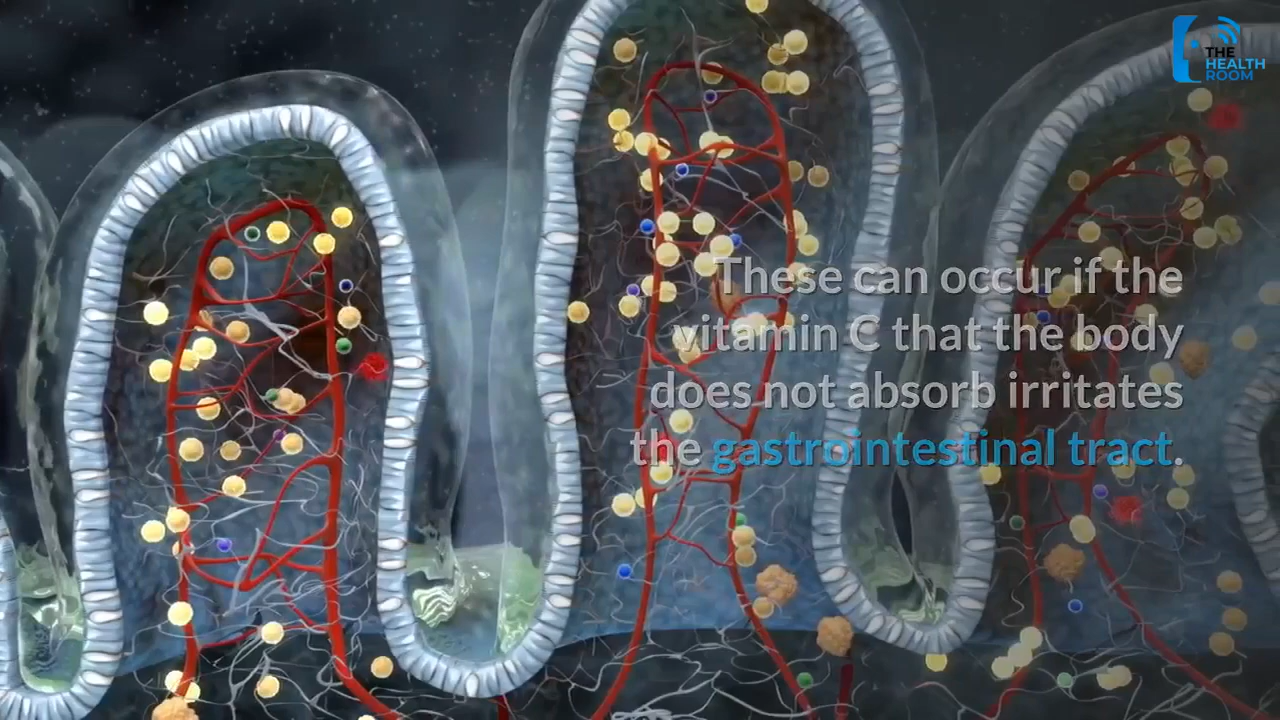 THE
HEALTH
ROOM
These can occur if the
vitamin C that the body
does not absorb irritates
the gastrointestinal tract.